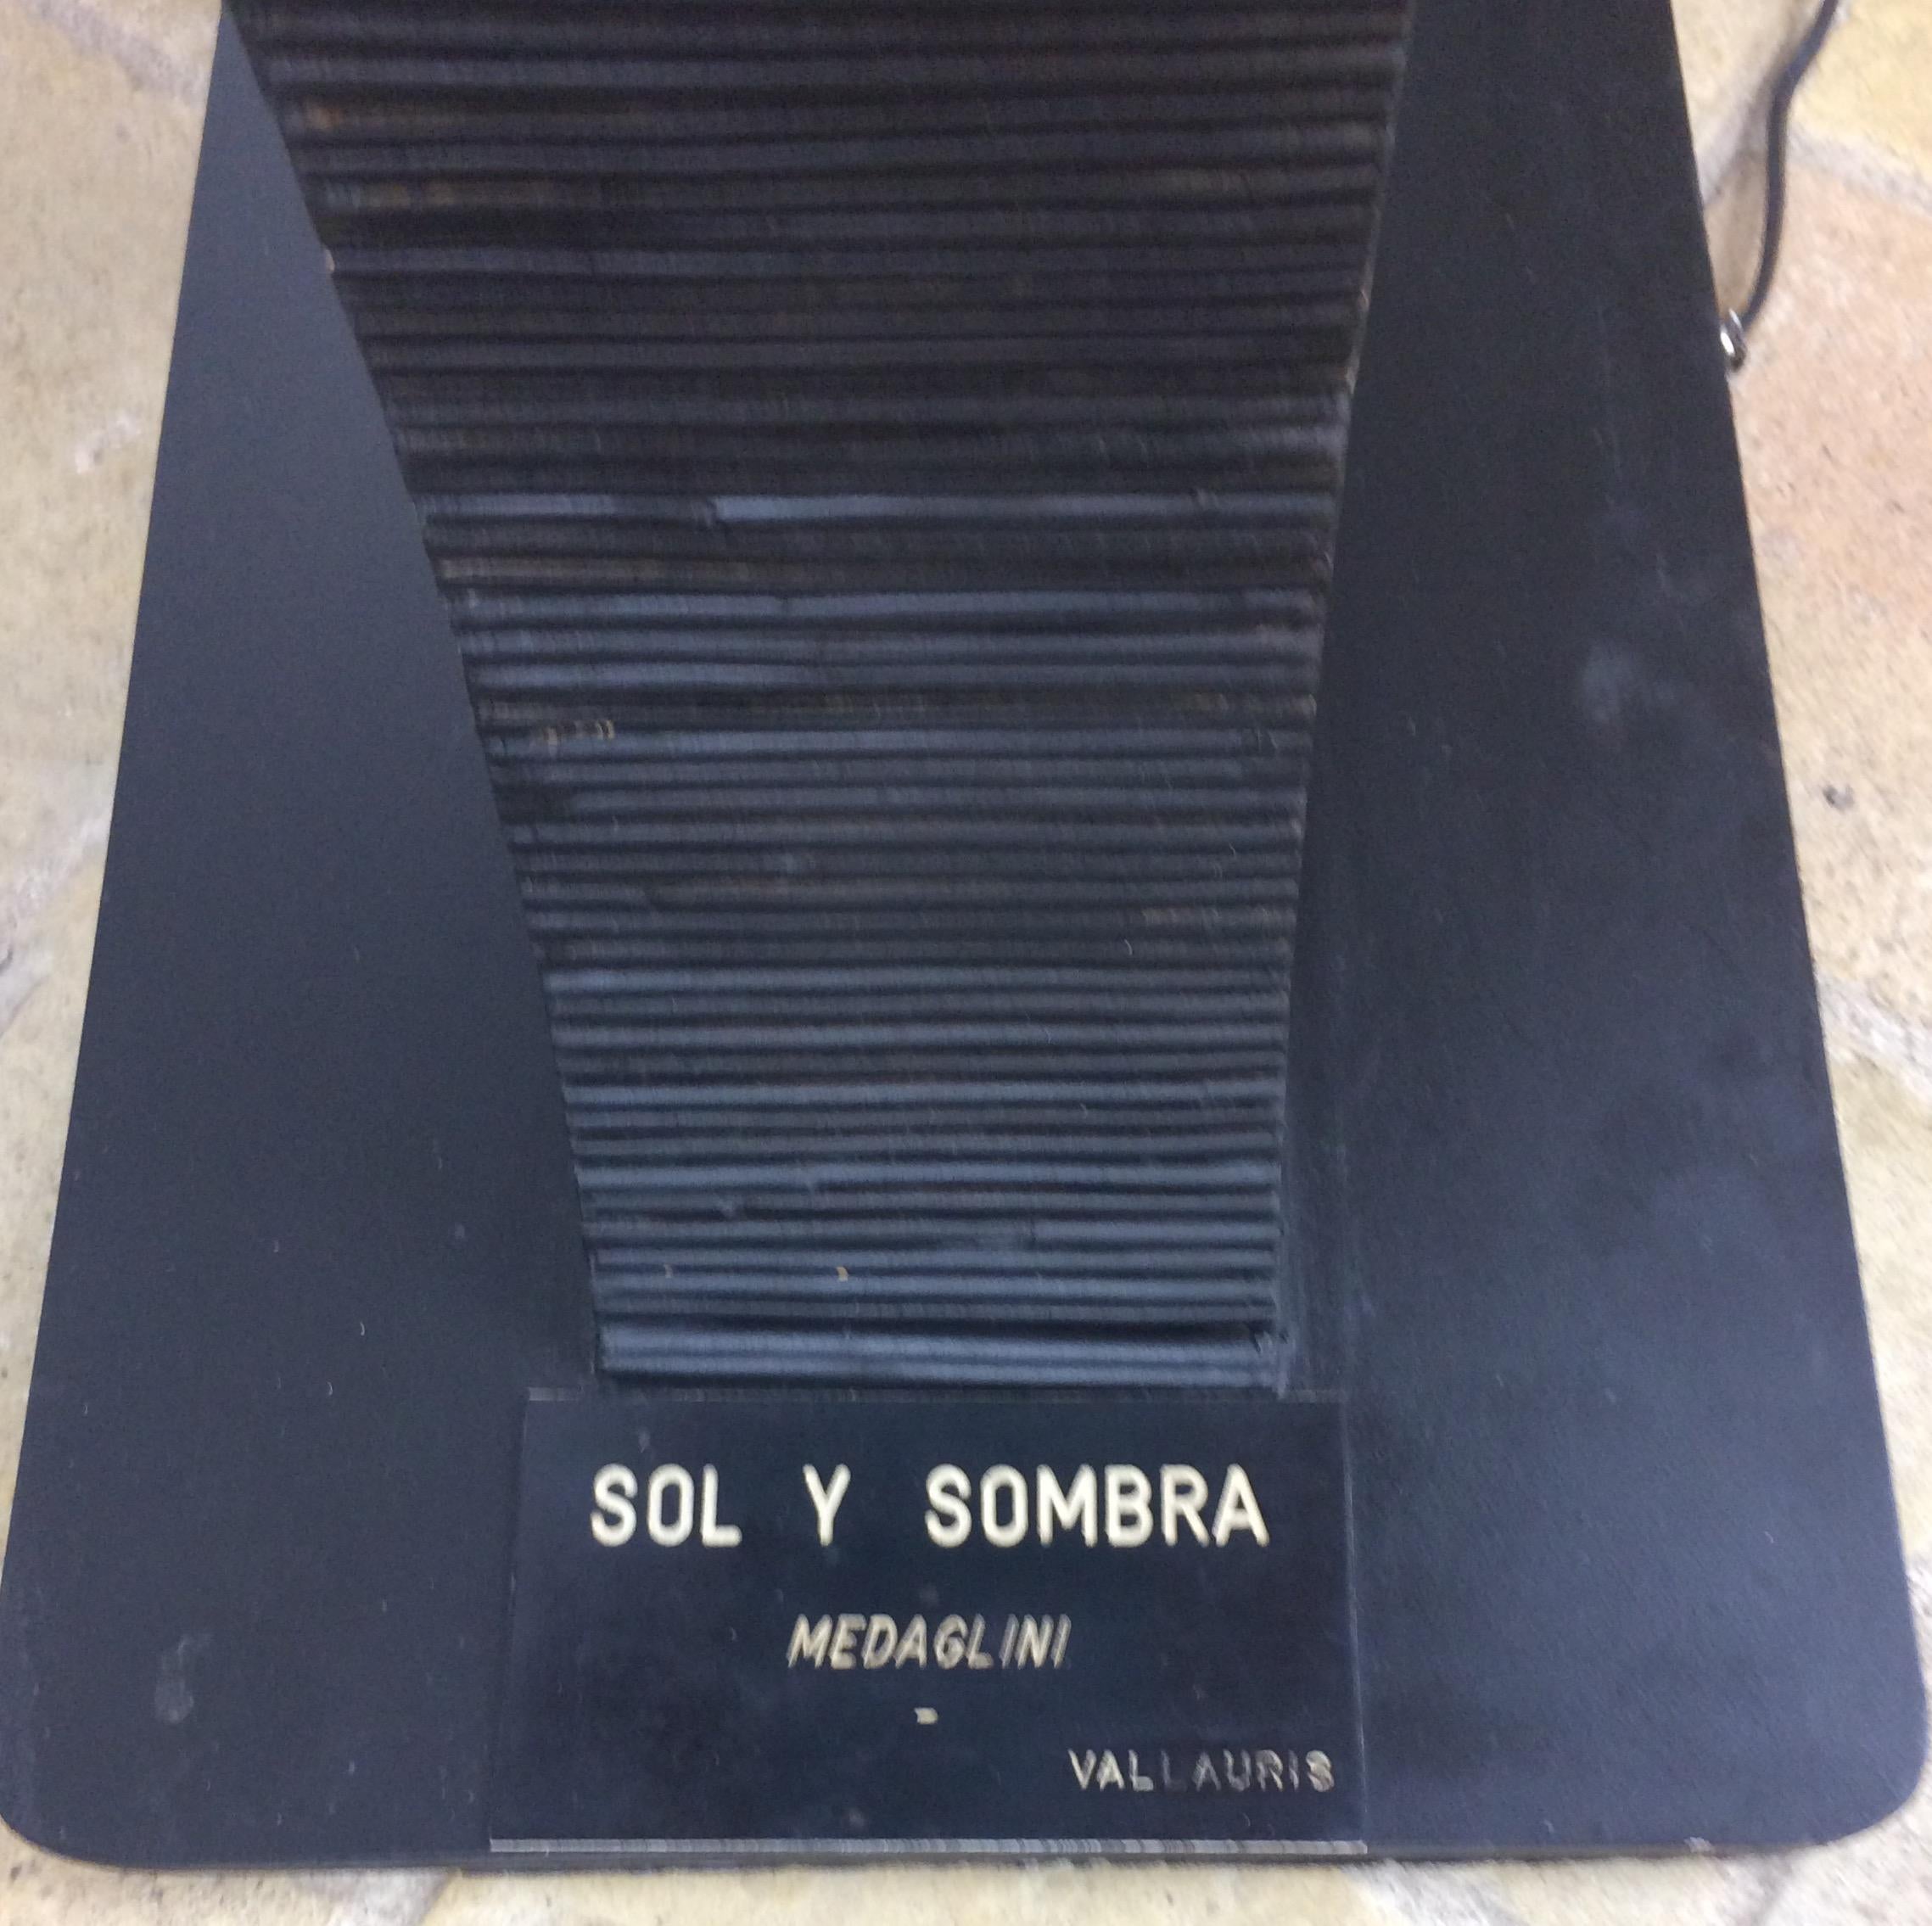 SOL Y SOMBRA
MEDAGLINI
-
VALLAURIS